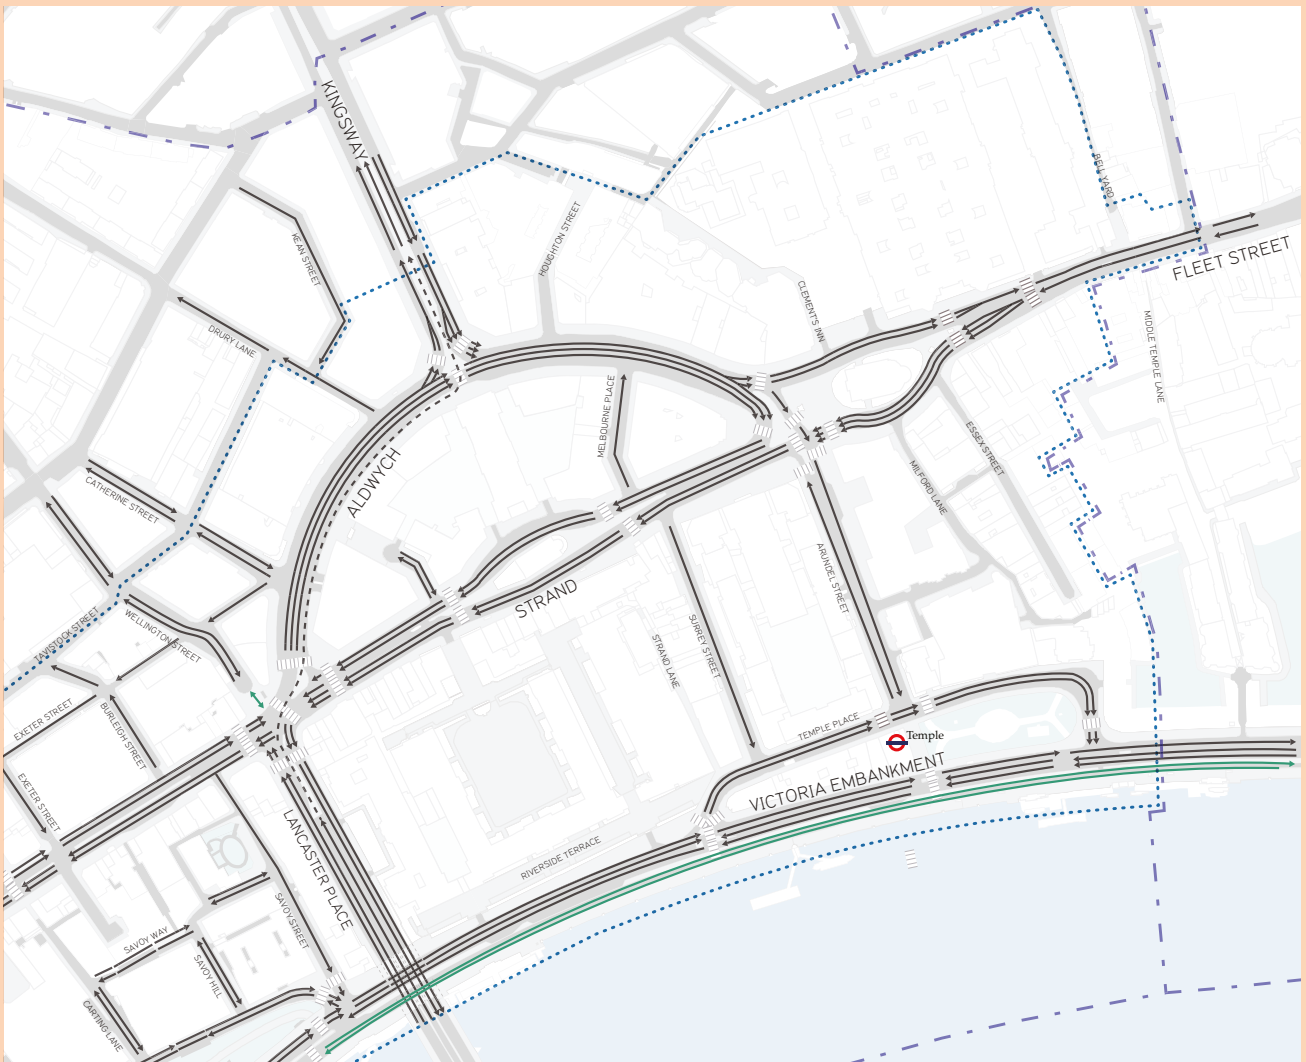 KINGSWAY
BELL YARD
HOUGHTON STREET
KEAN STREET
FLEET STREET
CLEMENT'S INN
DRURY LANE
MIDDLE TEMPLE LANE
MELBOURNE PLACE
ESSEX STREET
ALDWYCH
CATHERINE STREET
MILFORD LANE
ARUNDEL STREET
STRAND
TAVISTOCK STREET
WELLINGTON STREET
SURREY STREET
STRAND LANE
EXETER STREET
BURLEIGH STREET
TEMPLE PLACE
Temple
VICTORIA EMBANKMENT
EXETER STREET
LANCASTER PLACE
RIVERSIDE TERRACE
SAVOY STREET
SAVOY WAY
SAVOY HILL
CARTING LANE